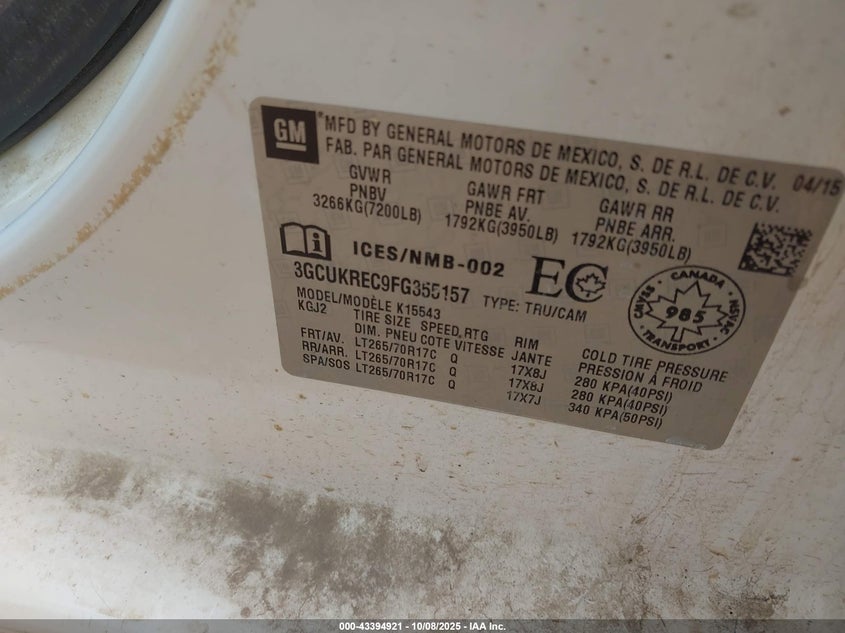 GM
MFD BY GENERAL MOTORS DE MEXICO, S. DE R.L. DE C.V. 04/15
FAB. PAR GENERAL MOTORS DE MEXICO, S. DE R.L. DE C.V.
GVWR GAWR FRT GAWR RR
PNBV PNBE AV. PNBE ARR.
3266KG(7200LB) 1792KG(3950LB) 1792KG(3950LB)
ICES/NMB-002 EC
3GCUKREC9FG355157 TYPE: TRU/CAM
CANADA
CMVSS 985 NSVAC
TRANSPORT
MODEL/MODÈLE K15543
KGJ2 TIRE SIZE SPEED RTG RIM COLD TIRE PRESSURE
DIM. PNEU COTE VITESSE JANTE PRESSION À FROID
FRT/AV. LT265/70R17C Q 17X8J 280 KPA(40PSI)
RR/ARR. LT265/70R17C Q 17X8J 280 KPA(40PSI)
SPA/SOS LT265/70R17C Q 17X7J 340 KPA(50PSI)
000-43394921 - 10/08/2025 - IAA Inc.